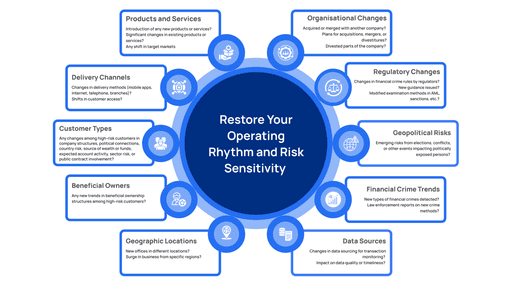 Products and Services
Introduction of any new products or services?
Significant changes in existing products or
services?
Any shift in target markets
Delivery Channels
Changes in delivery methods (mobile apps,
internet, telephone, branches)?
Shifts in customer access?
Customer Types
Any changes among high-risk customers in
company structures, political connections,
country risk, source of wealth or funds,
expected account activity, sector risk, or
public contract involvement?
Beneficial Owners
Any new trends in beneficial ownership
structures among high-risk customers?
Geographic Locations
New offices in different locations?
Surge in business from specific regions?
Restore Your
Operating
Rhythm and Risk
Sensitivity
Organisational Changes
Acquired or merged with another company?
Plans for acquisitions, mergers, or
divestitures?
Divested parts of the company?
Regulatory Changes
Changes in financial crime rules by regulators?
New guidance issued?
Modified examination methods in AML,
sanctions, etc.?
Geopolitical Risks
Emerging risks from elections, conflicts,
or other events impacting politically
exposed persons?
Financial Crime Trends
New types of financial crimes detected?
Law enforcement reports on new crime
methods?
Data Sources
Changes in data sourcing for transaction
monitoring?
Impact on data quality or timeliness?